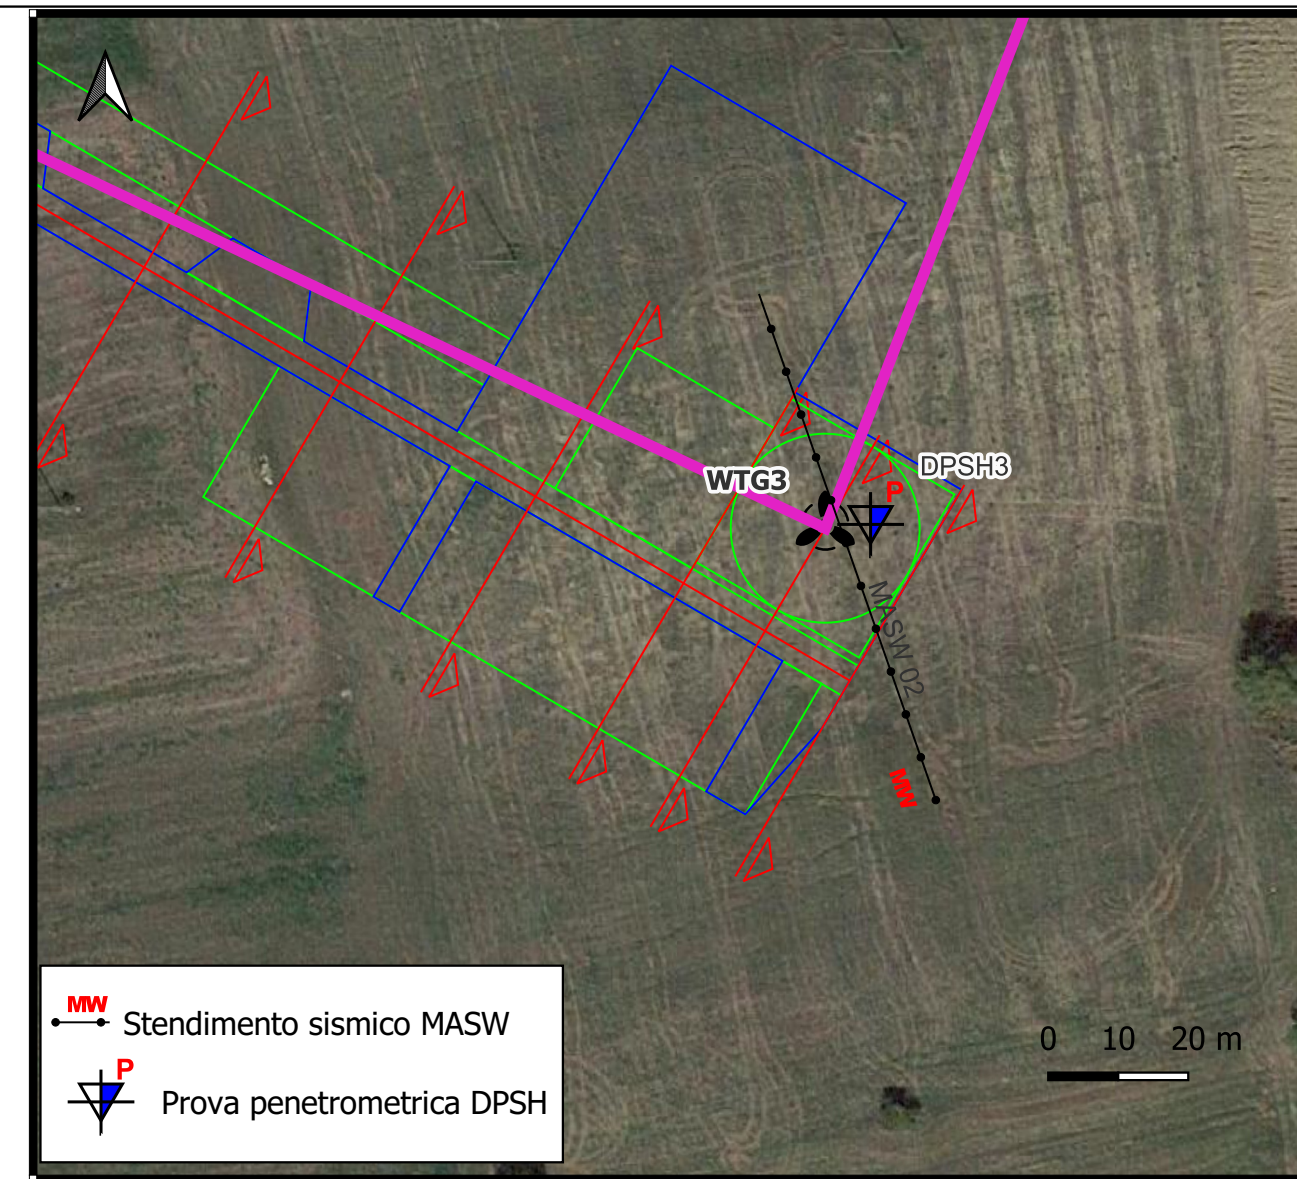 DPSH3
WTG3
P
MASW 02
MW
MW
Stendimento sismico MASW
P
Prova penetrometrica DPSH
0 10 20 m